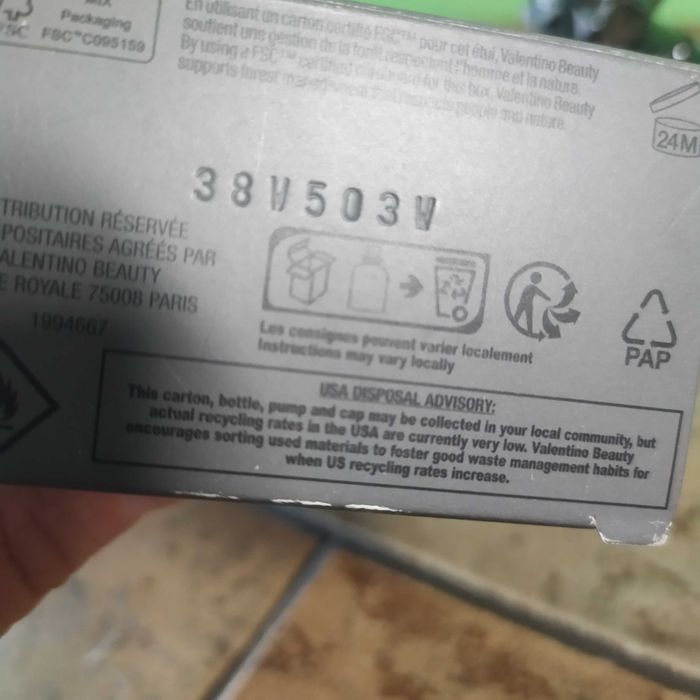 MIX
Packaging
FSC FSC™C095159
En utilisant un carton certifié FSC™ pour cet étui, Valentino Beauty
soutient une gestion de la forêt respectant l'homme et la nature.
By using a FSC™ certified for this box, Valentino Beauty
supports forest management that respects people and nature.
24M
38W503W
TRIBUTION RÉSERVÉE
POSITAIRES AGRÉÉS PAR
ALENTINO BEAUTY
E ROYALE 75008 PARIS
1994667
Les consignes peuvent varier localement
Instructions may vary locally
PAP
USA DISPOSAL ADVISORY:
This carton, bottle, pump and cap may be collected in your local community, but
actual recycling rates in the USA are currently very low. Valentino Beauty
encourages sorting used materials to foster good waste management habits for
when US recycling rates increase.